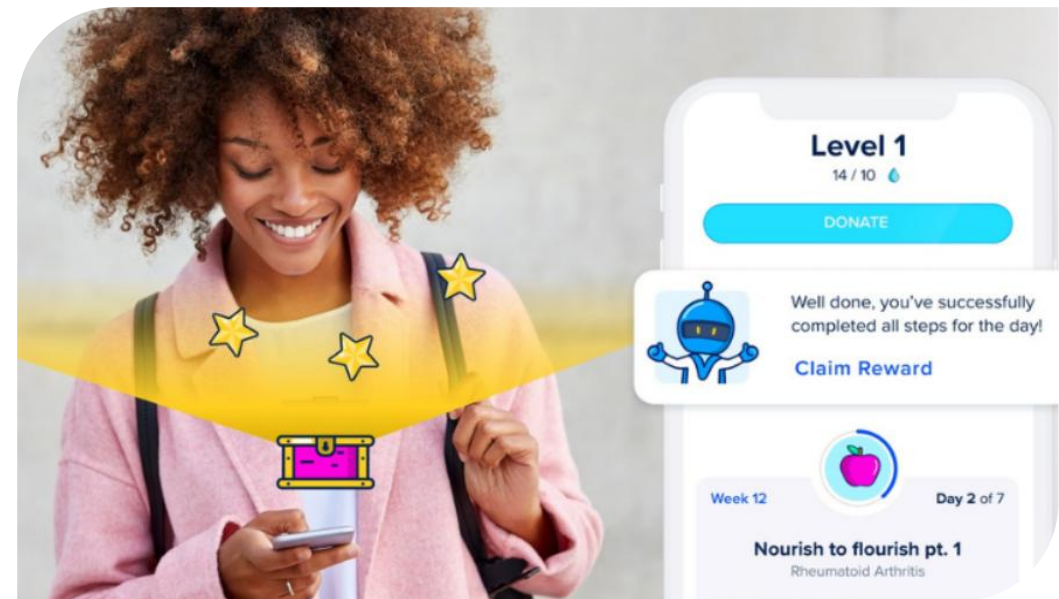 Level 1
14 / 10
DONATE
Well done, you've successfully
completed all steps for the day!
Claim Reward
Week 12
Day 2 of 7
Nourish to flourish pt. 1
Rheumatoid Arthritis